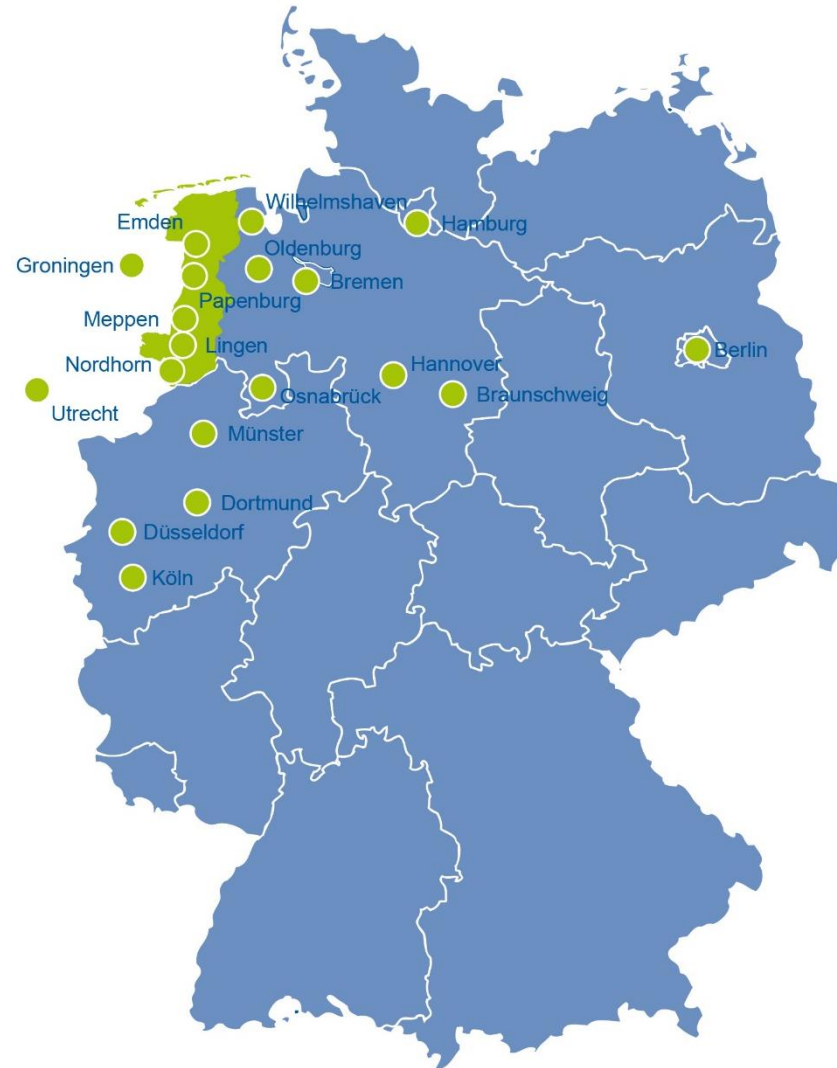 Wilhelmshaven
Emden
Hamburg
Oldenburg
Groningen
Bremen
Papenburg
Meppen
Lingen
Berlin
Nordhorn
Hannover
Osnabrück
Braunschweig
Utrecht
Münster
Dortmund
Düsseldorf
Köln